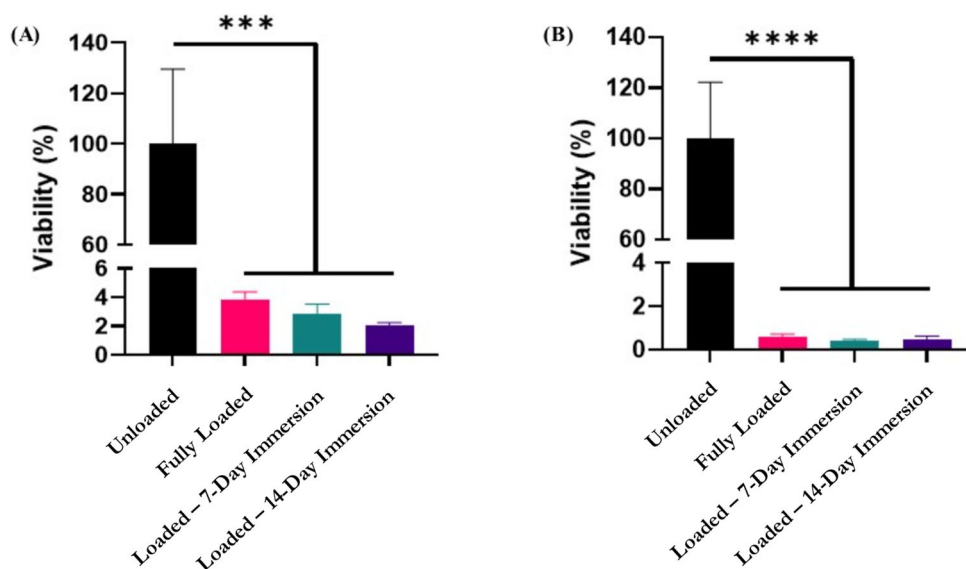 (A)
***
Viability (%)
140
120
100
80
60
6
4
2
0
Unloaded
Fully Loaded
Loaded – 7-Day Immersion
Loaded – 14-Day Immersion
(B)
****
Viability (%)
140
120
100
80
60
4
2
0
Unloaded
Fully Loaded
Loaded – 7-Day Immersion
Loaded – 14-Day Immersion